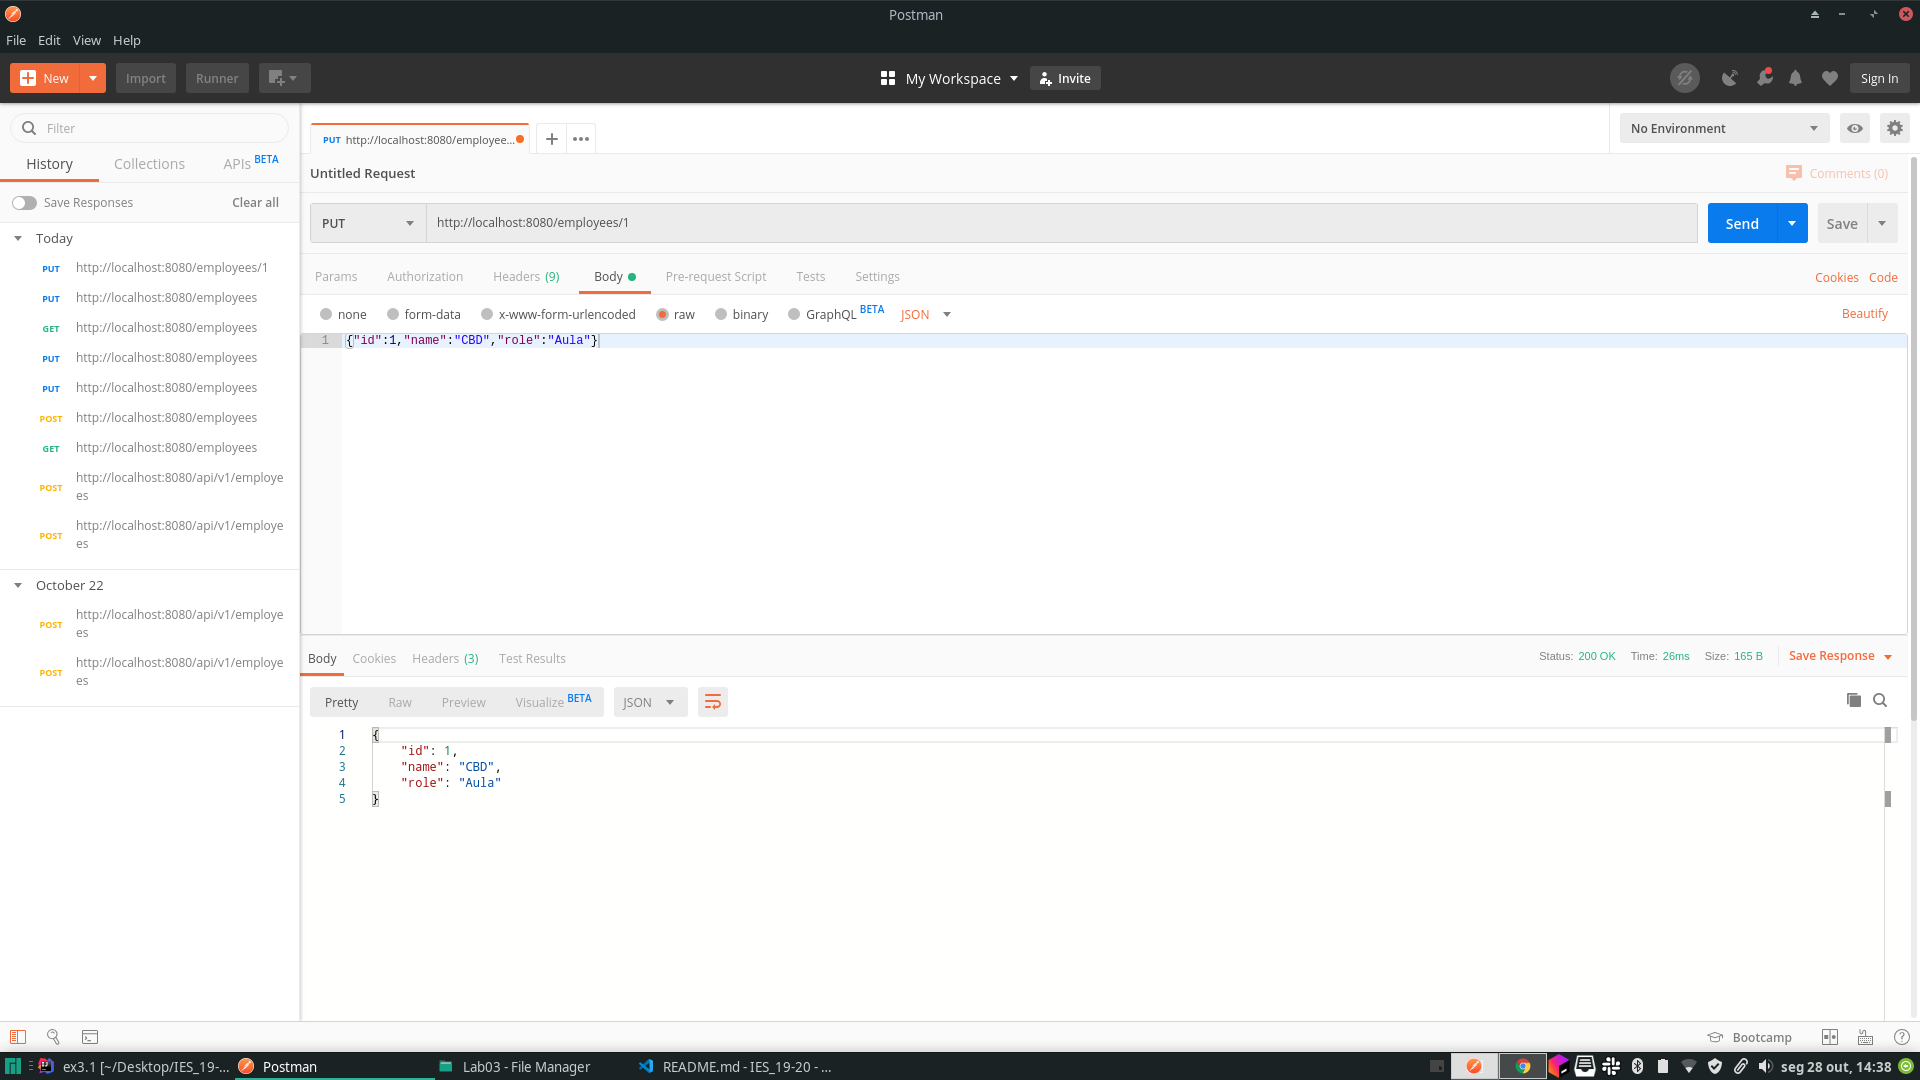 Postman
File Edit View Help
New Import Runner My Workspace Invite Sign In
Filter
History Collections APIs BETA
Save Responses Clear all
Today
PUT http://localhost:8080/employees/1
PUT http://localhost:8080/employees
GET http://localhost:8080/employees
PUT http://localhost:8080/employees
PUT http://localhost:8080/employees
POST http://localhost:8080/employees
GET http://localhost:8080/employees
POST http://localhost:8080/api/v1/employe
es
POST http://localhost:8080/api/v1/employe
es
October 22
POST http://localhost:8080/api/v1/employe
es
POST http://localhost:8080/api/v1/employe
es
PUT http://localhost:8080/employee... No Environment
Untitled Request Comments (0)
PUT http://localhost:8080/employees/1 Send Save
Params Authorization Headers (9) Body Pre-request Script Tests Settings Cookies Code
none form-data x-www-form-urlencoded raw binary GraphQL BETA JSON Beautify
1 {"id":1,"name":"CBD","role":"Aula"}
Body Cookies Headers (3) Test Results Status: 200 OK Time: 26ms Size: 165 B Save Response
Pretty Raw Preview Visualize BETA JSON
1 {
2 "id": 1,
3 "name": "CBD",
4 "role": "Aula"
5 }
Bootcamp
ex3.1 [~/Desktop/IES_19-... Postman Lab03 - File Manager README.md - IES_19-20 - ... seg 28 out, 14:38